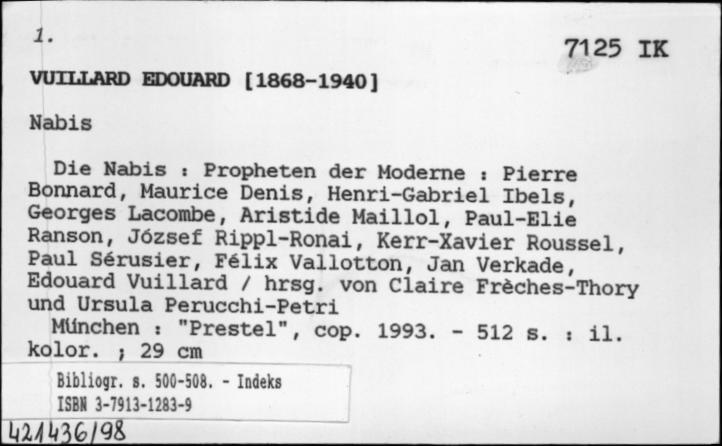 1.
7125 IK
VUILLARD EDOUARD [1868-1940]
Nabis
Die Nabis : Propheten der Moderne : Pierre
Bonnard, Maurice Denis, Henri-Gabriel Ibels,
Georges Lacombe, Aristide Maillol, Paul-Elie
Ranson, József Rippl-Ronai, Kerr-Xavier Roussel,
Paul Sérusier, Félix Vallotton, Jan Verkade,
Edouard Vuillard / hrsg. von Claire Frèches-Thory
und Ursula Perucchi-Petri
München : "Prestel", cop. 1993. - 512 s. : il.
kolor. ; 29 cm
Bibliogr. s. 500-508. - Indeks
ISBN 3-7913-1283-9
421436/98